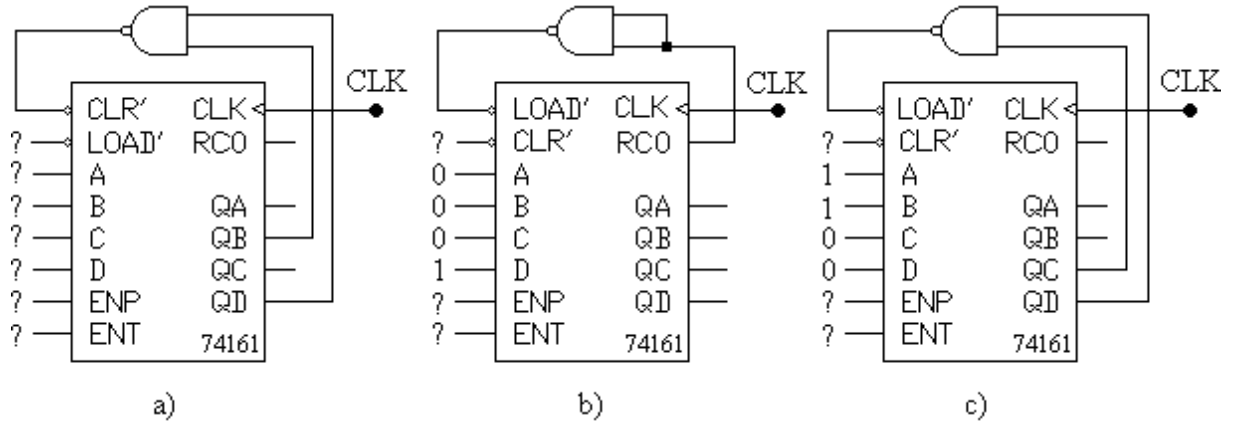 CLK
CLR' CLK
? LOAD' RCO
? A
? B QA
? C QB
? D QC
? ENP QD
? ENT 74161
a)
CLK
LOAD' CLK
? CLR' RCO
0 A
0 B QA
0 C QB
1 D QC
? ENP QD
? ENT 74161
b)
CLK
LOAD' CLK
? CLR' RCO
1 A
1 B QA
0 C QB
0 D QC
? ENP QD
? ENT 74161
c)